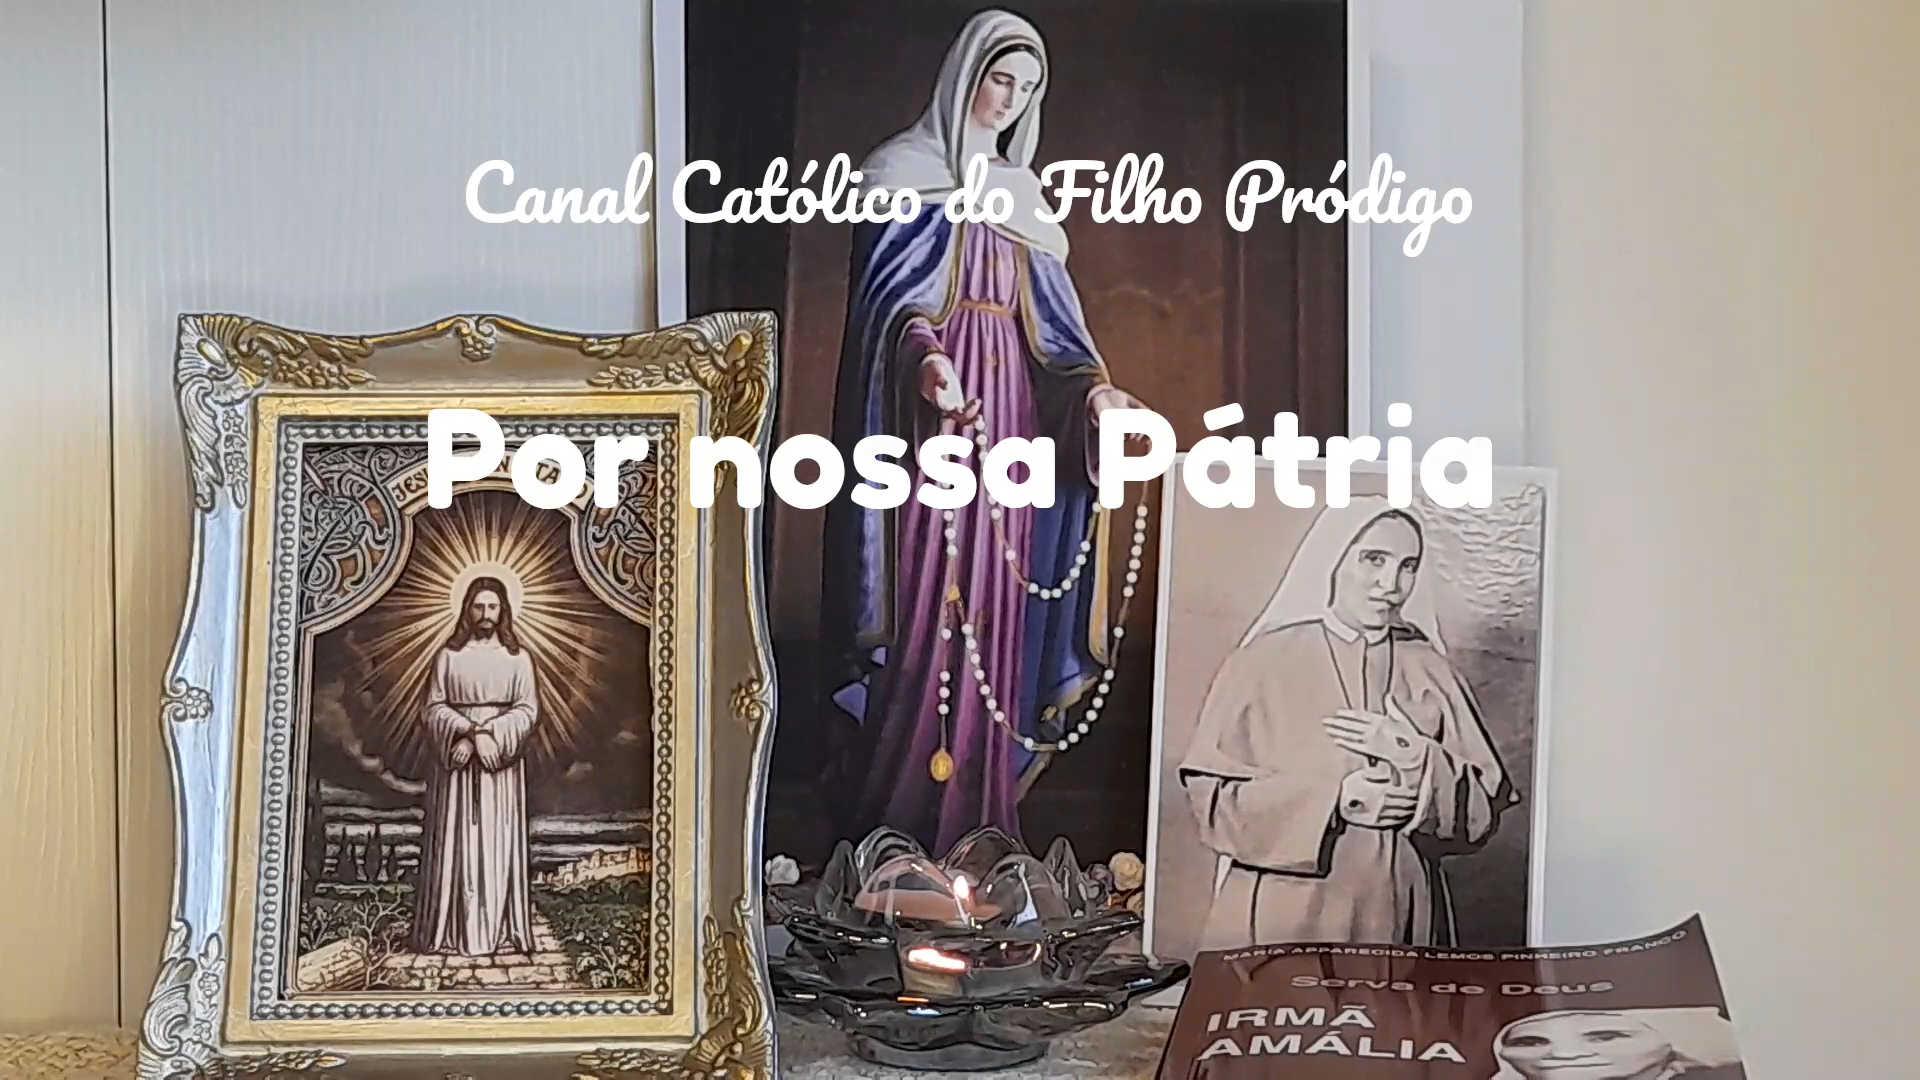 Canal Católico do Filho Pródigo
Por nossa Pátria
MARIA APPARECIDA LEMOS PINHEIRO FRANCO
Serva de Deus
IRMÃ
AMÁLIA